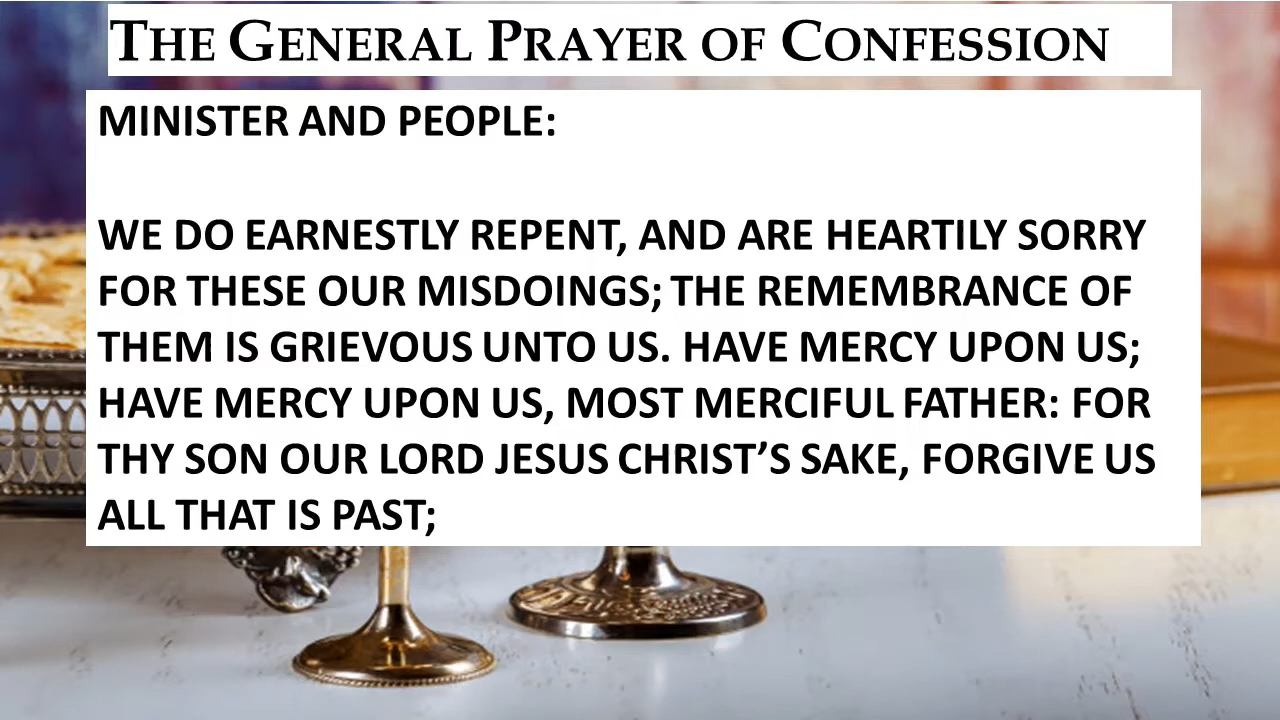 THE GENERAL PRAYER OF CONFESSION
MINISTER AND PEOPLE:
WE DO EARNESTLY REPENT, AND ARE HEARTILY SORRY
FOR THESE OUR MISDOINGS; THE REMEMBRANCE OF
THEM IS GRIEVOUS UNTO US. HAVE MERCY UPON US;
HAVE MERCY UPON US, MOST MERCIFUL FATHER: FOR
THY SON OUR LORD JESUS CHRIST’S SAKE, FORGIVE US
ALL THAT IS PAST;